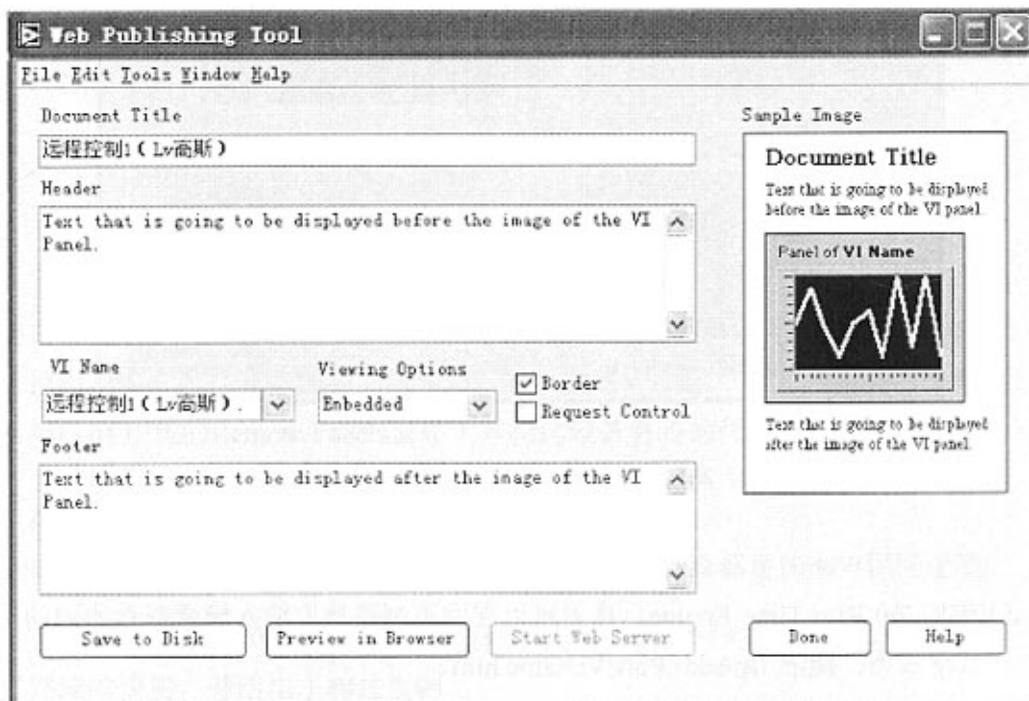 Web Publishing Tool
File Edit Tools Window Help
Document Title
远程控制1（Lv高斯）
Header
Text that is going to be displayed before the image of the VI
Panel.
VI Name
远程控制1（Lv高斯）.
Viewing Options
Embedded
Border
Request Control
Footer
Text that is going to be displayed after the image of the VI
Panel.
Save to Disk
Preview in Browser
Start Web Server
Sample Image
Document Title
Text that is going to be displayed
before the image of the VI panel.
Panel of VI Name
Text that is going to be displayed
after the image of the VI panel.
Done
Help